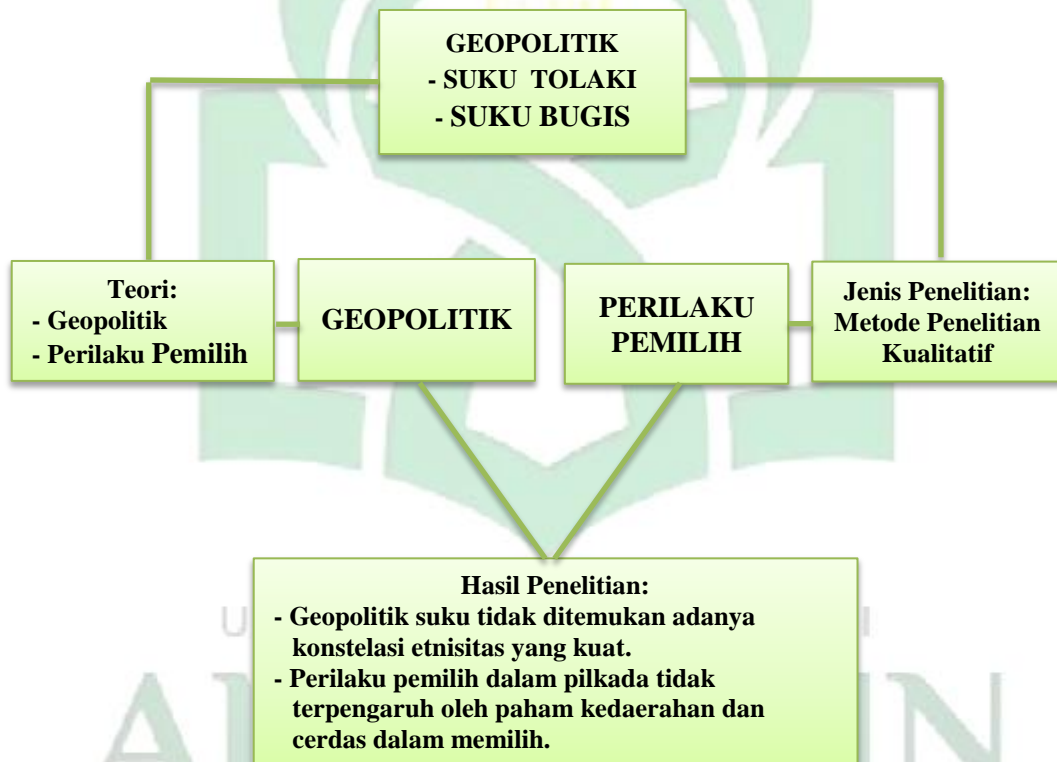 GEOPOLITIK
- SUKU TOLAKI
- SUKU BUGIS
Teori:
- Geopolitik
- Perilaku Pemilih
GEOPOLITIK
PERILAKU
PEMILIH
Jenis Penelitian:
Metode Penelitian
Kualitatif
Hasil Penelitian:
- Geopolitik suku tidak ditemukan adanya
konstelasi etnisitas yang kuat.
- Perilaku pemilih dalam pilkada tidak
terpengaruh oleh paham kedaerahan dan
cerdas dalam memilih.